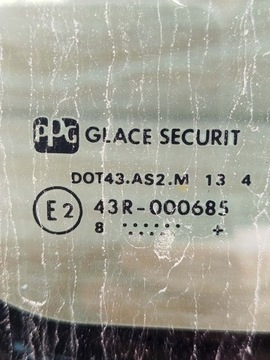 PPG GLACE SECURIT
DOT43.AS2.M 13 4
E2 43R-000685
8 ······ +